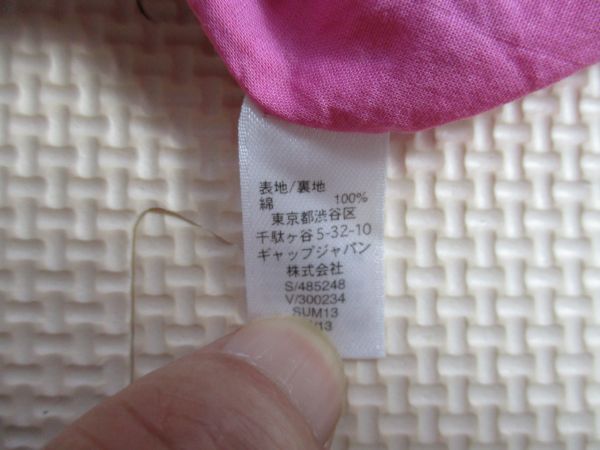 表地/裏地
綿 100%
東京都渋谷区
千駄ヶ谷5-32-10
ギャップジャパン
株式会社
S/485248
V/300234
SUM13
/13